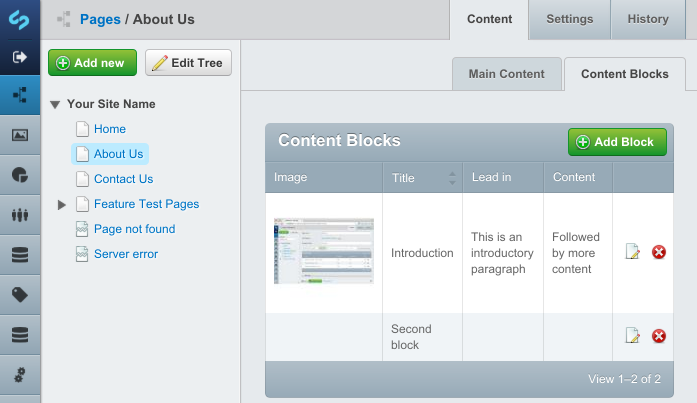 Pages / About Us
Content
Settings
History
Add new
Edit Tree
Main Content
Content Blocks
Your Site Name
Home
About Us
Contact Us
Feature Test Pages
Page not found
Server error
Content Blocks
Add Block
Image
Title
Lead in
Content
Introduction
This is an
introductory
paragraph
Followed
by more
content
Second
block
View 1–2 of 2